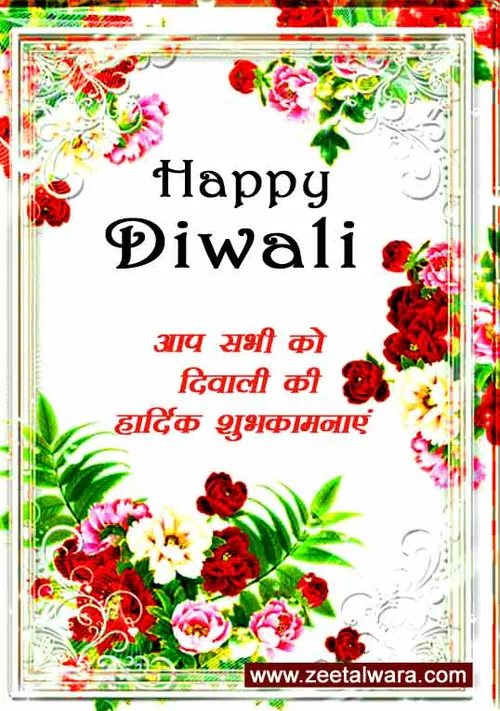 Happy
Diwali
आप सभी को
दिवाली की
हार्दिक शुभकामनाएं
www.zeetalwara.com